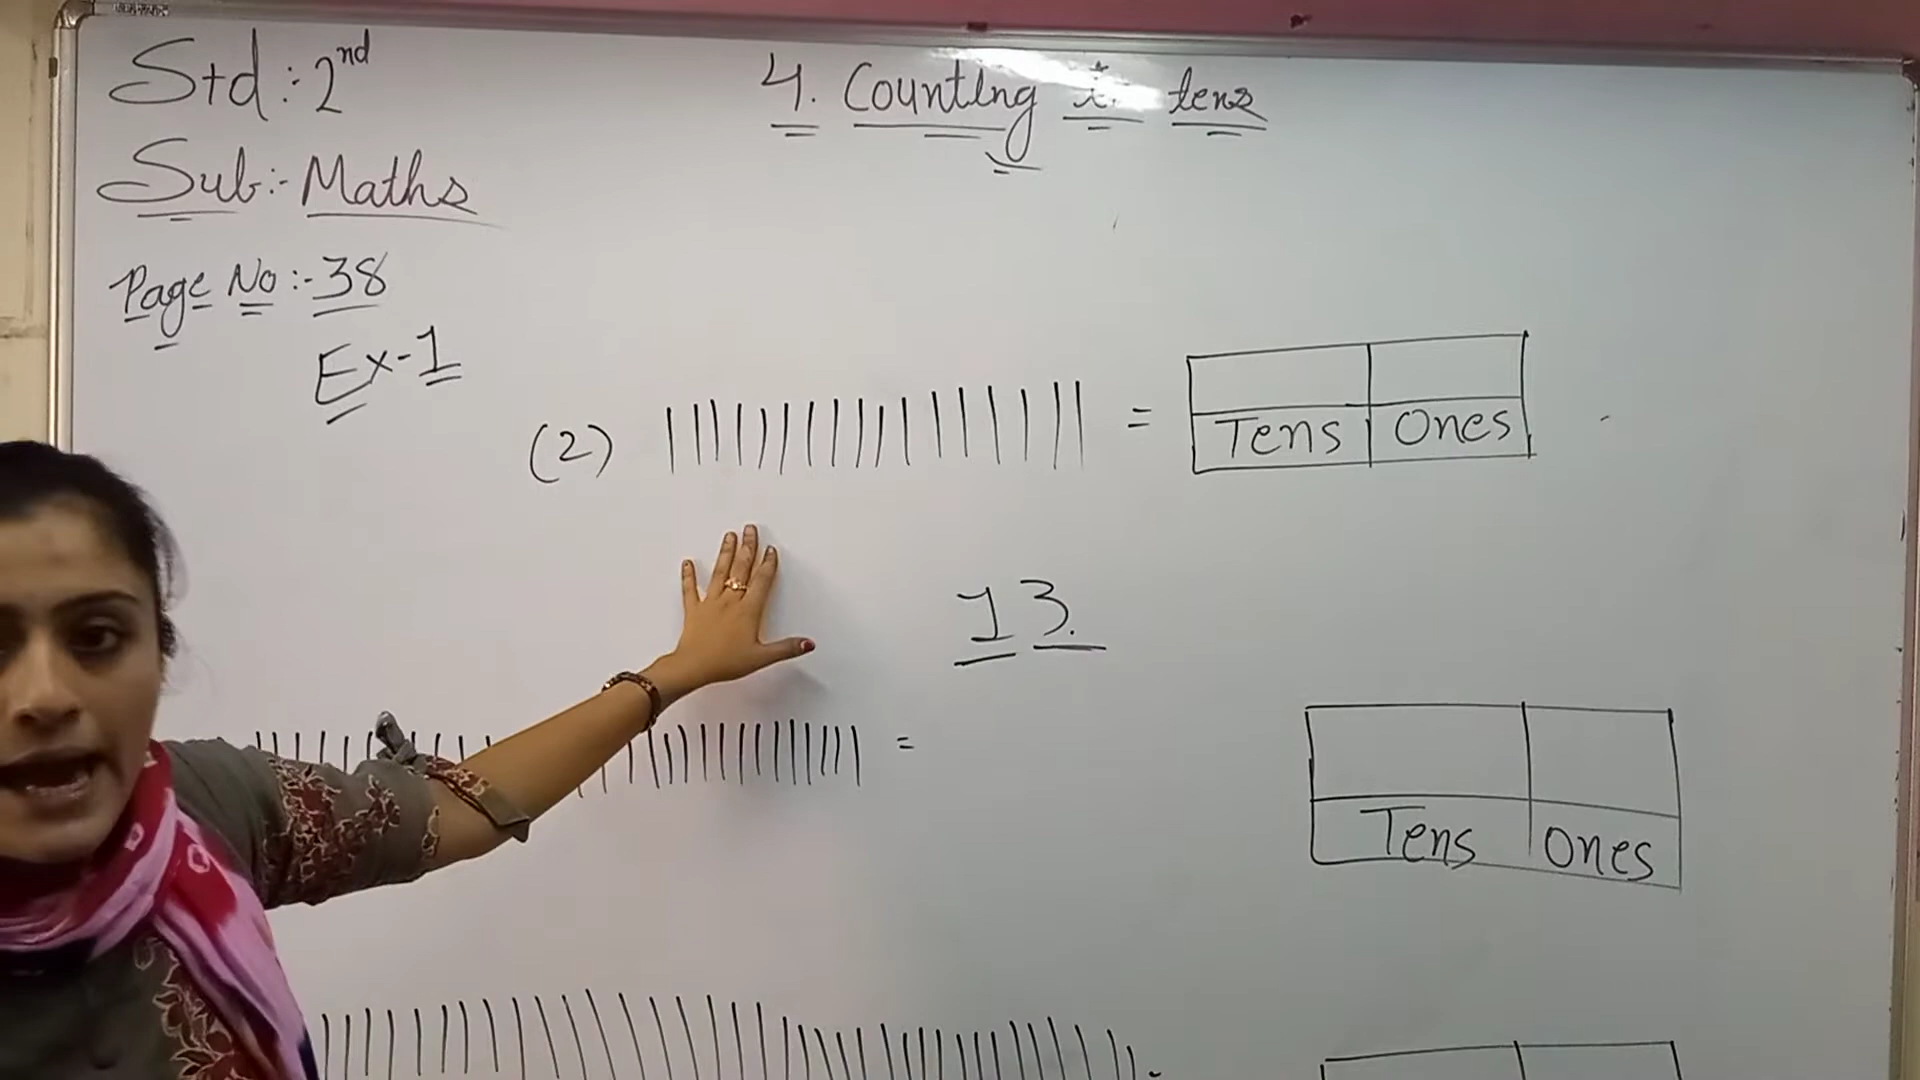 Std :- 2nd
4. Counting in tens
Sub :- Maths
Page No :- 38
Ex-1
(2) =
Tens Ones
13.
=
Tens Ones